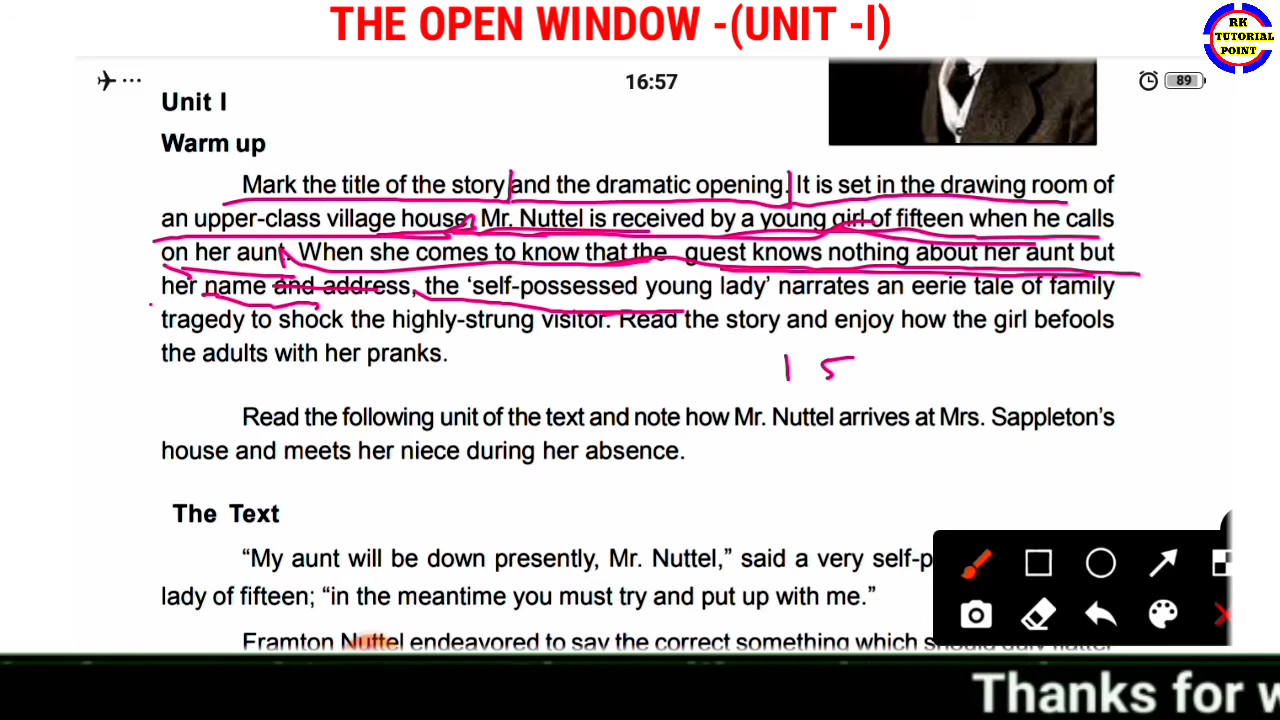 THE OPEN WINDOW -(UNIT -I)
RK
TUTORIAL
POINT
16:57
89
Unit I
Warm up
Mark the title of the story and the dramatic opening. It is set in the drawing room of
an upper-class village house. Mr. Nuttel is received by a young girl of fifteen when he calls
on her aunt. When she comes to know that the guest knows nothing about her aunt but
her name and address, the ‘self-possessed young lady’ narrates an eerie tale of family
tragedy to shock the highly-strung visitor. Read the story and enjoy how the girl befools
the adults with her pranks.
1 5
Read the following unit of the text and note how Mr. Nuttel arrives at Mrs. Sappleton’s
house and meets her niece during her absence.
The Text
“My aunt will be down presently, Mr. Nuttel,” said a very self-p
lady of fifteen; “in the meantime you must try and put up with me.”
Framton Nuttel endeavored to say the correct something which should duly flatter
Thanks for w